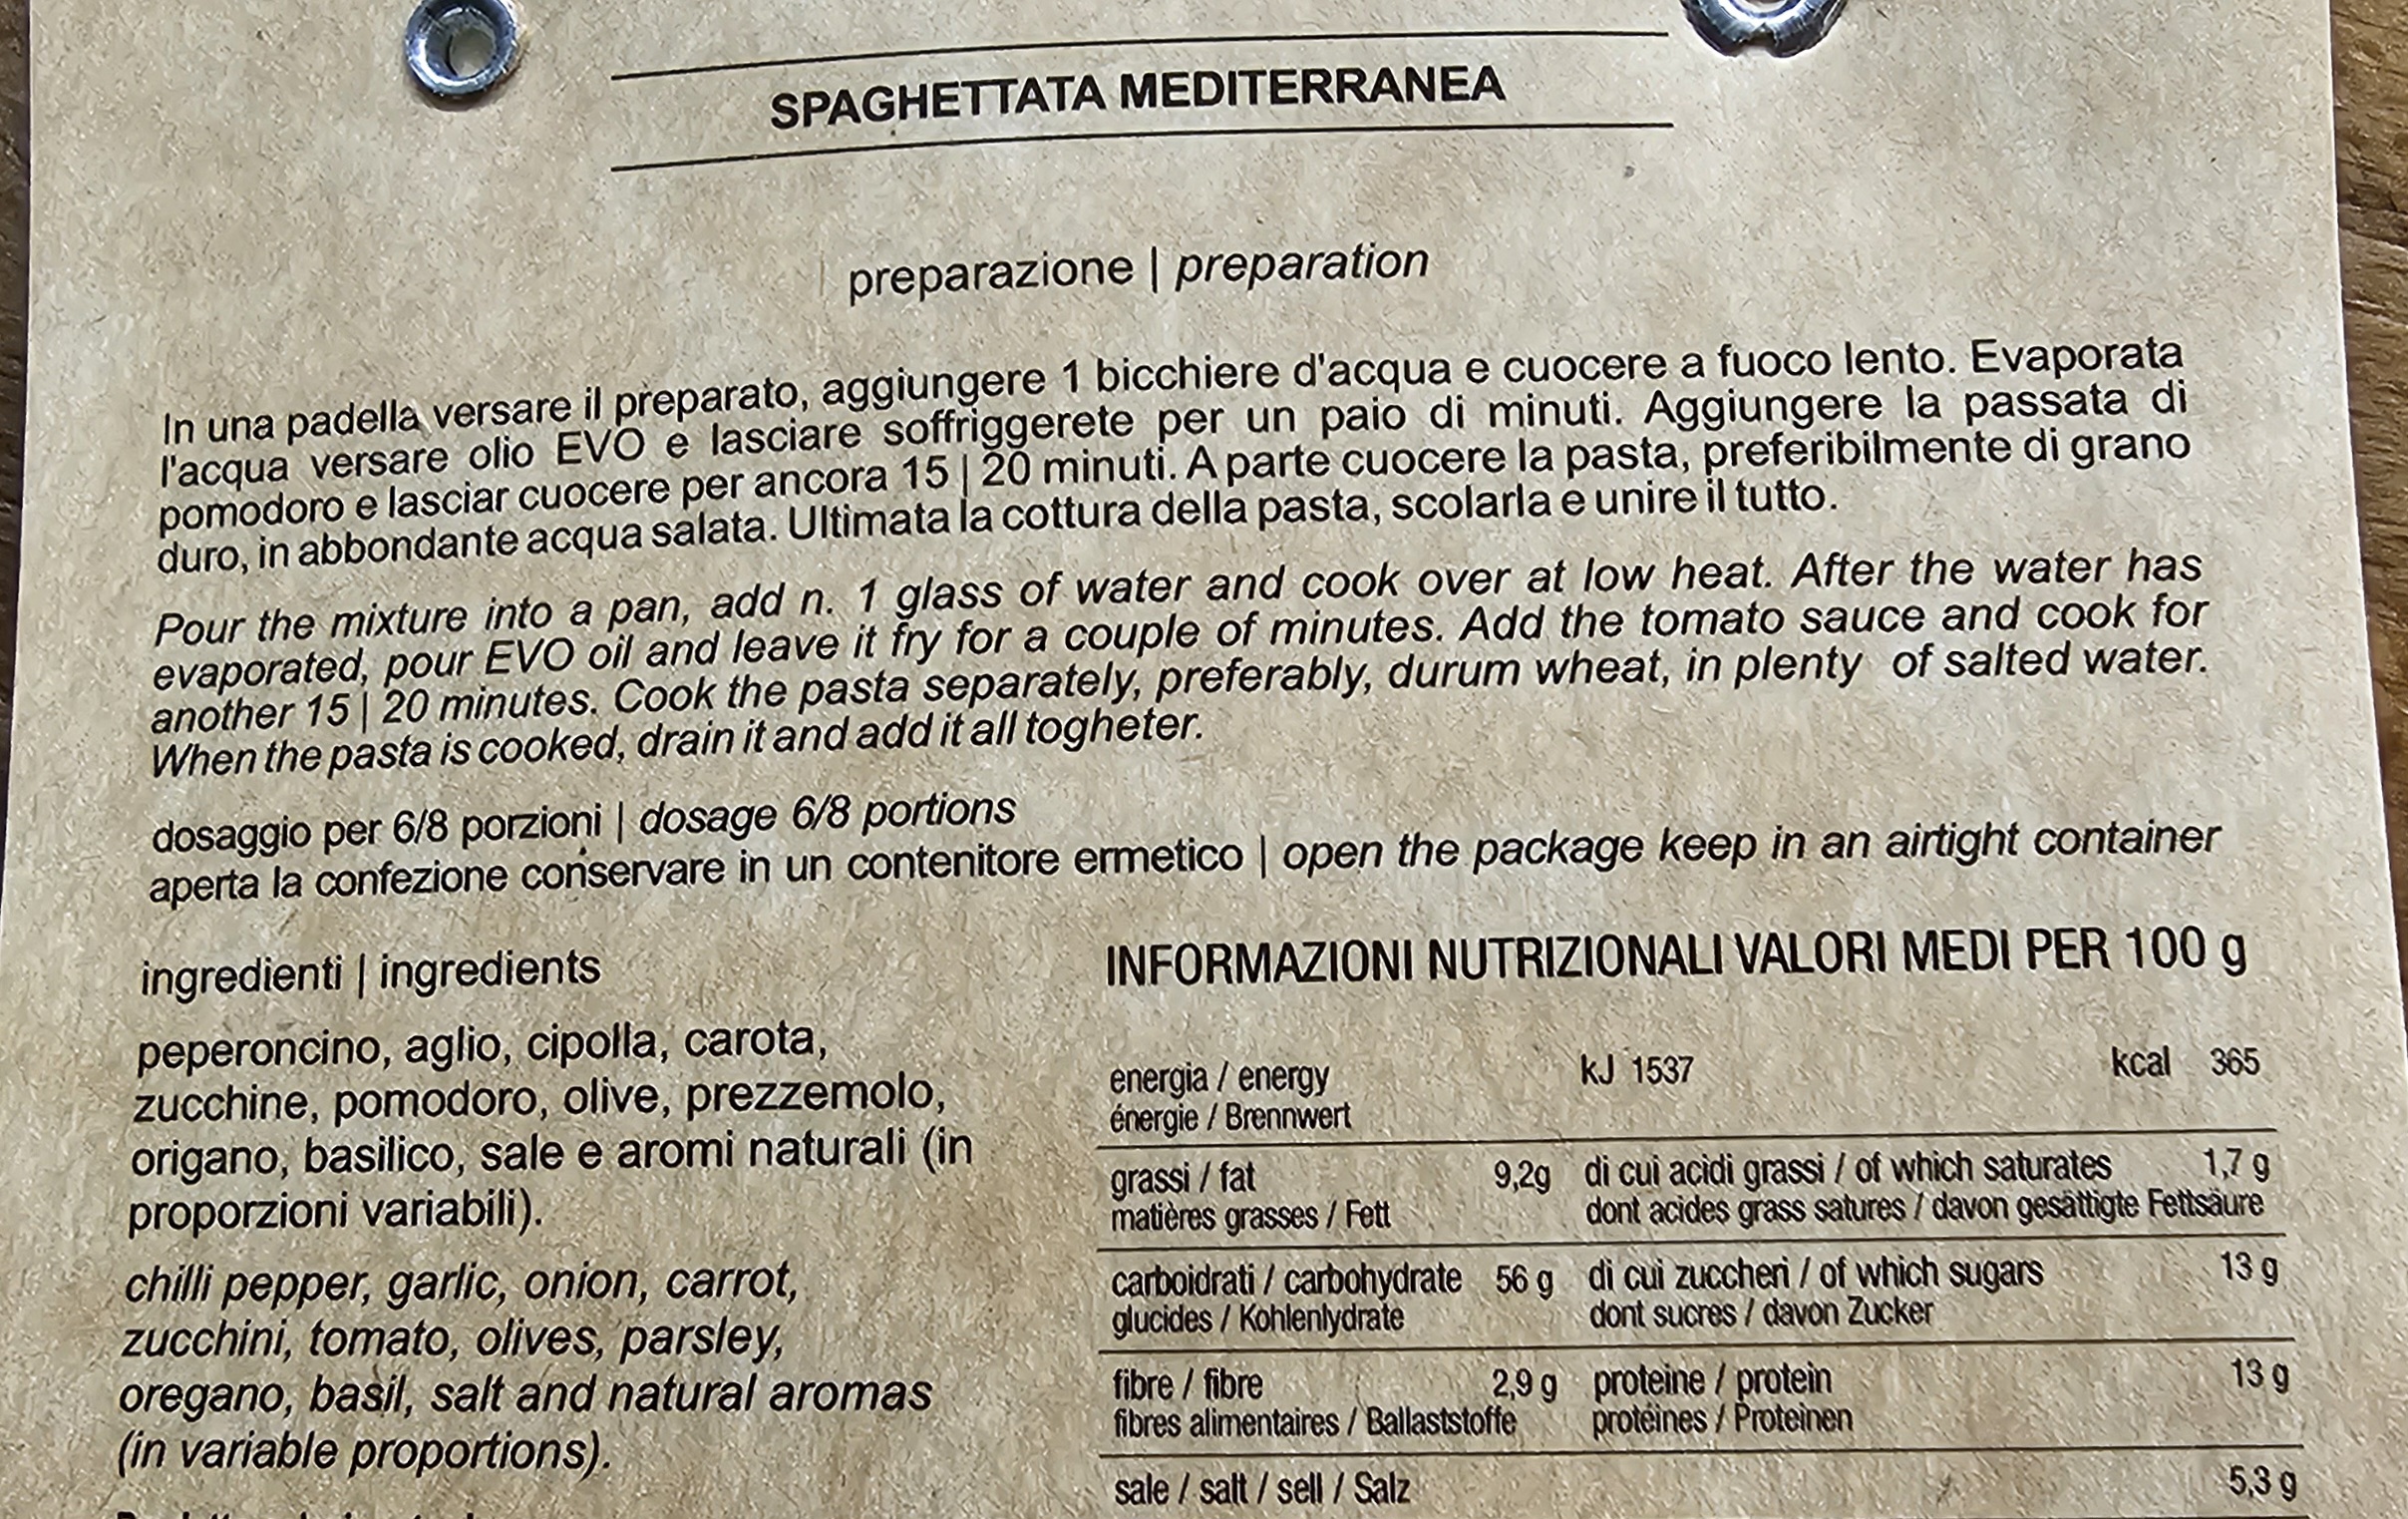 SPAGHETTATA MEDITERRANEA
preparazione | preparation
In una padella versare il preparato, aggiungere 1 bicchiere d'acqua e cuocere a fuoco lento. Evaporata
l'acqua versare olio EVO e lasciare soffriggerete per un paio di minuti. Aggiungere la passata di
pomodoro e lasciar cuocere per ancora 15 | 20 minuti. A parte cuocere la pasta, preferibilmente di grano
duro, in abbondante acqua salata. Ultimata la cottura della pasta, scolarla e unire il tutto.
Pour the mixture into a pan, add n. 1 glass of water and cook over at low heat. After the water has
evaporated, pour EVO oil and leave it fry for a couple of minutes. Add the tomato sauce and cook for
another 15 | 20 minutes. Cook the pasta separately, preferably, durum wheat, in plenty of salted water.
When the pasta is cooked, drain it and add it all togheter.
dosaggio per 6/8 porzioni | dosage 6/8 portions
aperta la confezione conservare in un contenitore ermetico | open the package keep in an airtight container
ingredienti | ingredients
peperoncino, aglio, cipolla, carota,
zucchine, pomodoro, olive, prezzemolo,
origano, basilico, sale e aromi naturali (in
proporzioni variabili).
chilli pepper, garlic, onion, carrot,
zucchini, tomato, olives, parsley,
oregano, basil, salt and natural aromas
(in variable proportions).
INFORMAZIONI NUTRIZIONALI VALORI MEDI PER 100 g
energia / energy kJ 1537 kcal 365
énergie / Brennwert
grassi / fat 9,2g di cui acidi grassi / of which saturates 1,7 g
matières grasses / Fett dont acides grass satures / davon gesättigte Fettsäure
carboidrati / carbohydrate 56 g di cui zuccheri / of which sugars 13 g
glucides / Kohlenlydrate dont sucres / davon Zucker
fibre / fibre 2,9 g proteine / protein 13 g
fibres alimentaires / Ballaststoffe protéines / Proteinen
sale / salt / sell / Salz 5,3 g